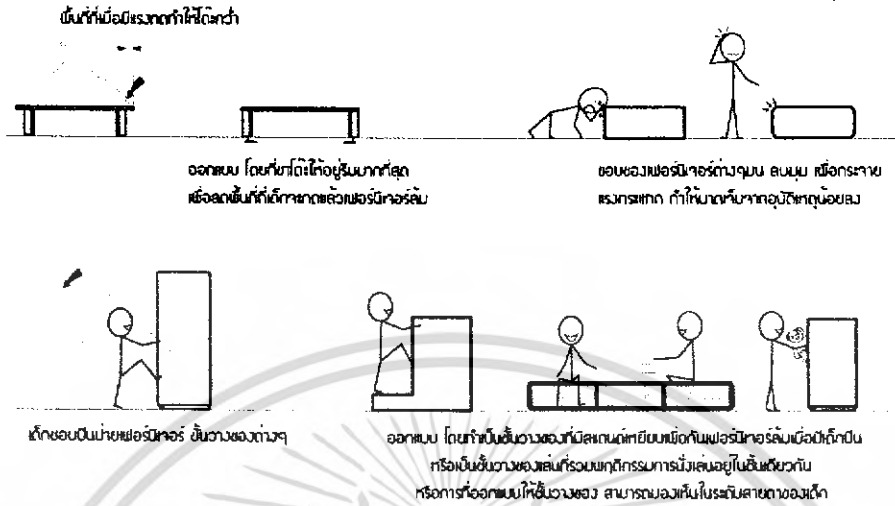 พื้นที่ที่เมื่อมีแรงกดทำให้โต๊ะคว่ำ
ออกแบบ โดยที่ขาโต๊ะให้อยู่ริมมากที่สุด
เพื่อลดพื้นที่ที่เด็กจะกดแล้วเฟอร์นิเจอร์ล้ม
ขอบของเฟอร์นิเจอร์ต่างๆมน ลบมุม เพื่อกระจาย
แรงกระแทก ทำให้บาดเจ็บจากอุบัติเหตุน้อยลง
เด็กชอบปีนป่ายเฟอร์นิเจอร์ ชั้นวางของต่างๆ
ออกแบบ โดยทำเป็นชั้นวางของที่มีสแตนด์เหยียบเพื่อกันเฟอร์นิเจอร์ล้มเมื่อมีเด็กปีน
หรือเป็นชั้นวางของเล่นที่รวมพฤติกรรมการนั่งเล่นอยู่ในชิ้นเดียวกัน
หรือการที่ออกแบบให้ชั้นวางของ สามารถมองเห็นในระดับสายตาของเด็ก